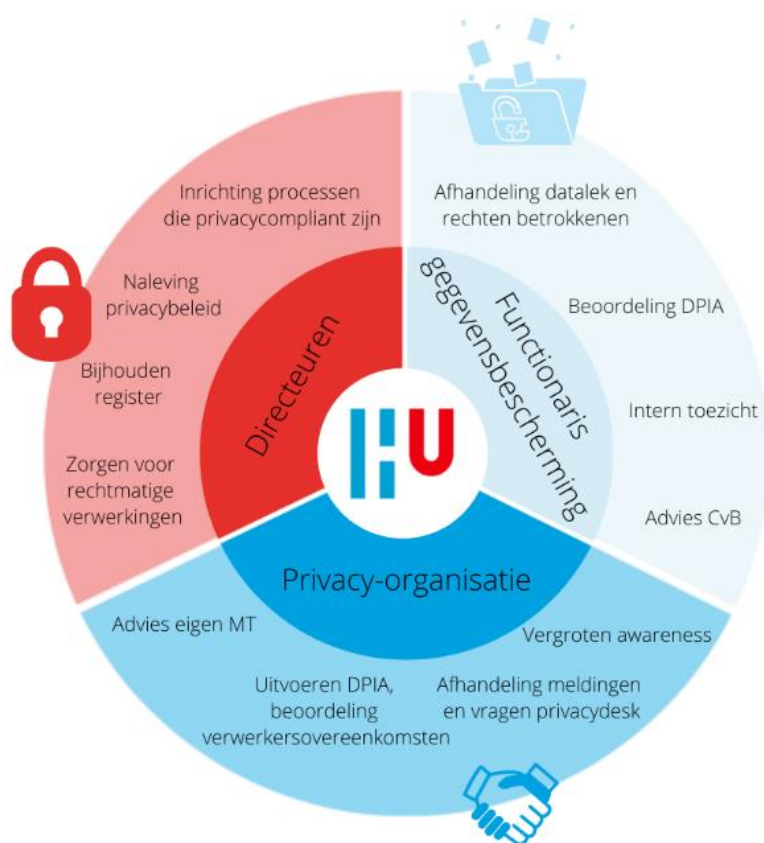 Inrichting processen
die privacycompliant zijn
Naleving
privacybeleid
Bijhouden
register
Zorgen voor
rechtmatige
verwerkingen
Directeuren
Afhandeling datalek en
rechten betrokkenen
Beoordeling DPIA
Intern toezicht
Advies CvB
Functionaris
gegevensbescherming
HU
Privacy-organisatie
Advies eigen MT
Uitvoeren DPIA,
beoordeling
verwerkersovereenkomsten
Afhandeling meldingen
en vragen privacydesk
Vergroten awareness